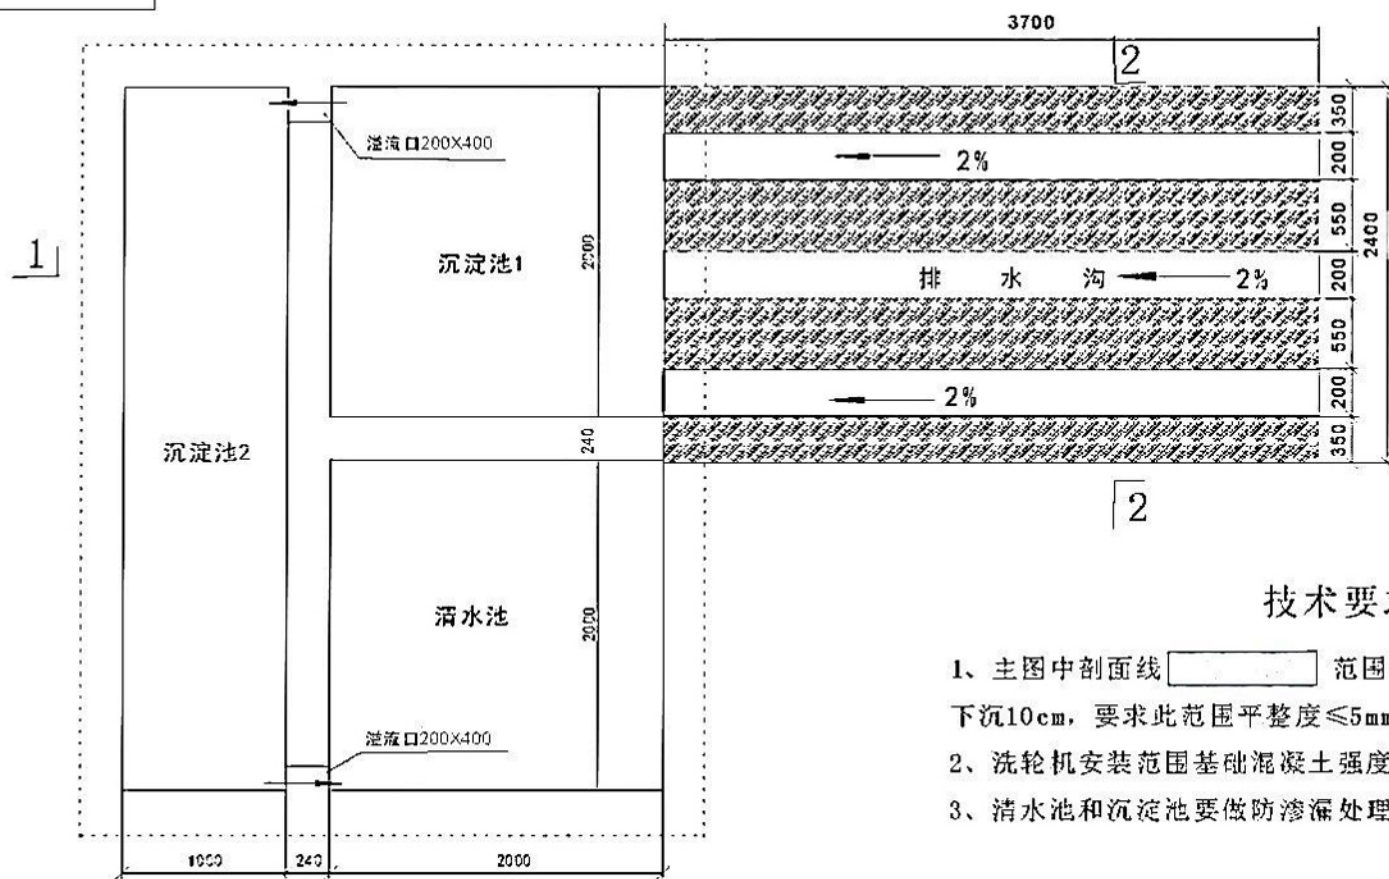 3700
2
350
溢流口200X400
2%
200
1
沉淀池1
2000
550
2400
排 水 沟
2%
200
550
2%
200
沉淀池2
240
350
2
清水池
2000
技术要
1、主图中剖面线 范围
下沉10cm，要求此范围平整度≤5mm
溢流口200X400
2、洗轮机安装范围基础混凝土强度
3、清水池和沉淀池要做防渗漏处理
1000
240
2000